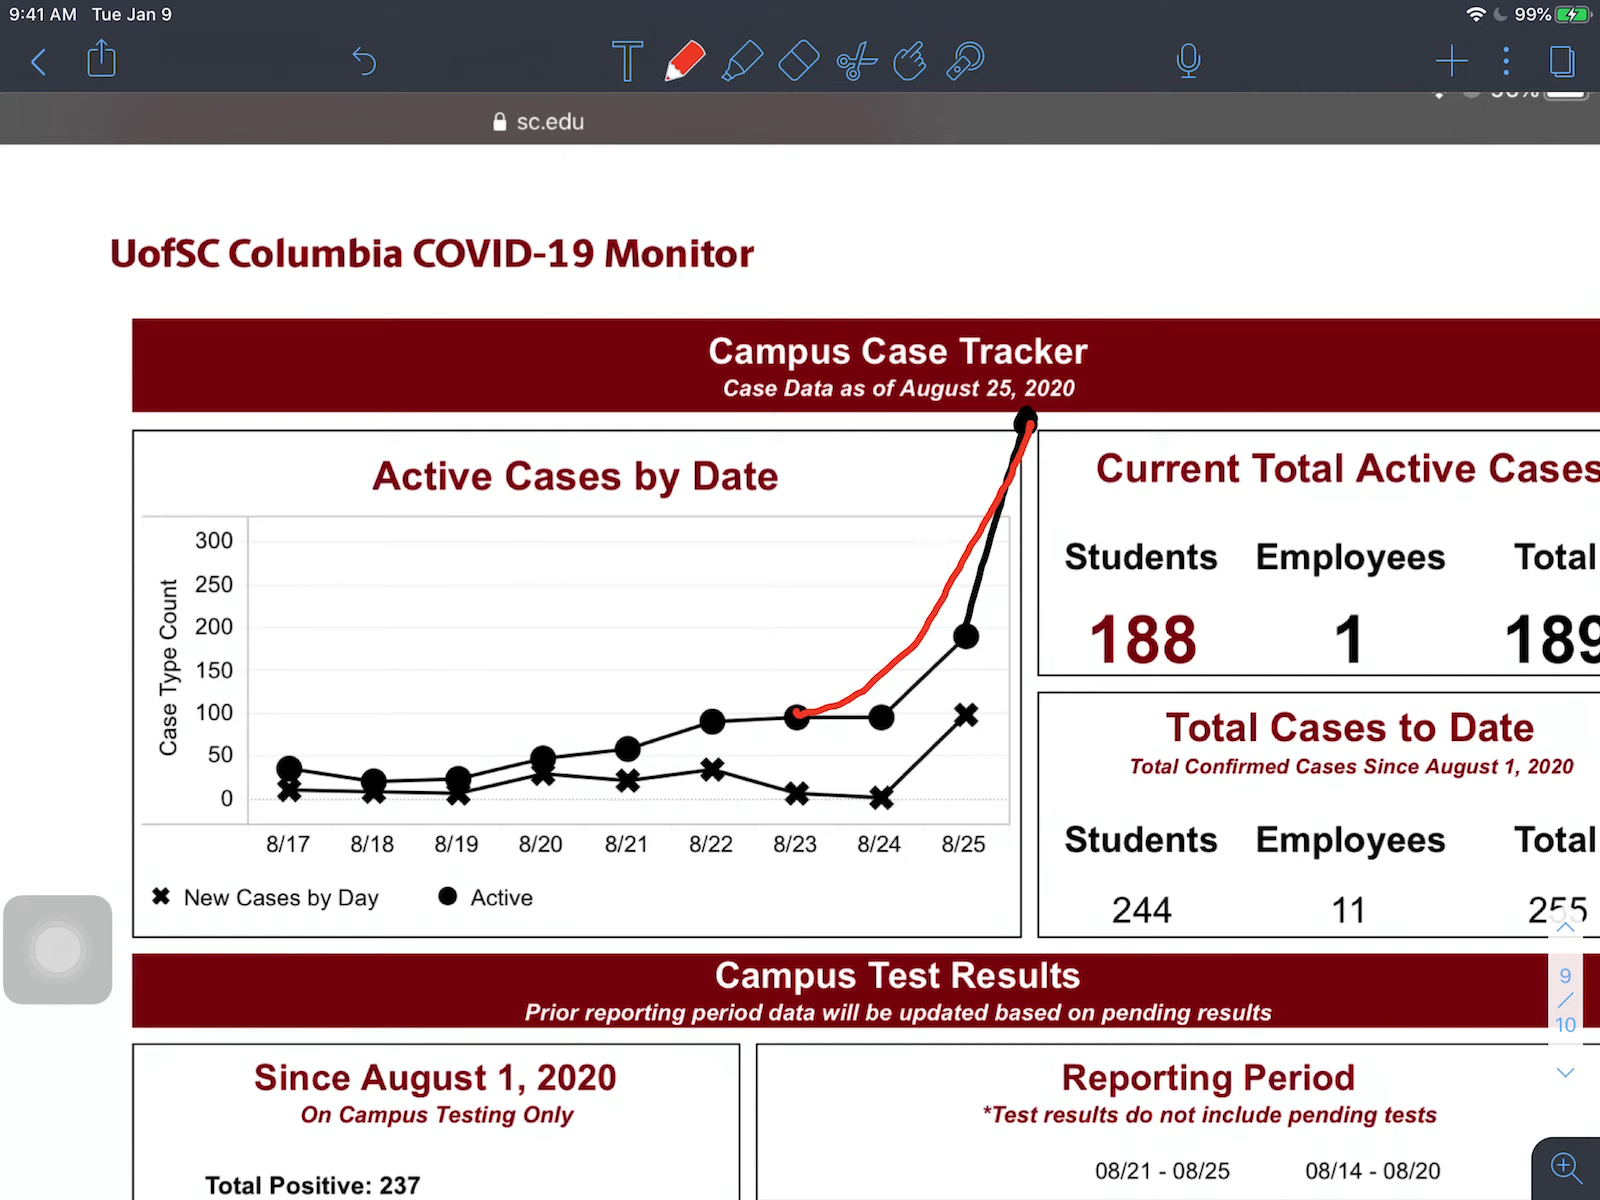 9:41 AM Tue Jan 9
99%
T
sc.edu
UofSC Columbia COVID-19 Monitor
Campus Case Tracker
Case Data as of August 25, 2020
Active Cases by Date
Case Type Count
300
250
200
150
100
50
0
8/17 8/18 8/19 8/20 8/21 8/22 8/23 8/24 8/25
New Cases by Day Active
Current Total Active Cases
Students Employees Total
188 1 189
Total Cases to Date
Total Confirmed Cases Since August 1, 2020
Students Employees Total
244 11 255
Campus Test Results
Prior reporting period data will be updated based on pending results
Since August 1, 2020
On Campus Testing Only
Total Positive: 237
Reporting Period
*Test results do not include pending tests
08/21 - 08/25 08/14 - 08/20
9
/
10